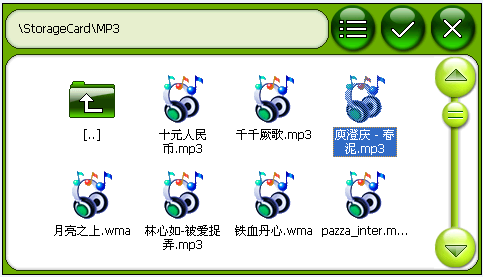 \StorageCard\MP3
[..]
十元人民
币.mp3
千千厥歌.mp3
庾澄庆 - 春
泥.mp3
月亮之上.wma
林心如-被爱捉
弄.mp3
铁血丹心.wma
pazza_inter.m...